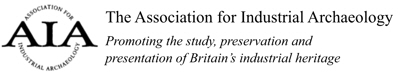 ASSOCIATION FOR
AIA
INDUSTRIAL ARCHAEOLOGY
The Association for Industrial Archaeology
Promoting the study, preservation and
presentation of Britain's industrial heritage